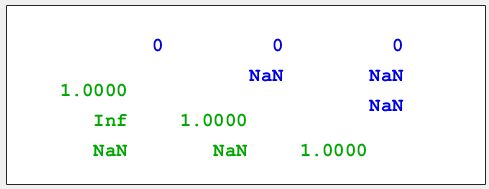 0 0 0
NaN NaN
1.0000
NaN
Inf 1.0000
NaN NaN 1.0000